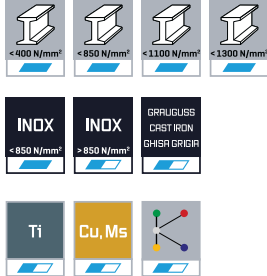 <400 N/mm² <850 N/mm² <1100 N/mm² <1300 N/mm²
INOX INOX GRAUGUSS
CAST IRON
GHISA GRIGIA
<850 N/mm² >850 N/mm²
Ti Cu, Ms